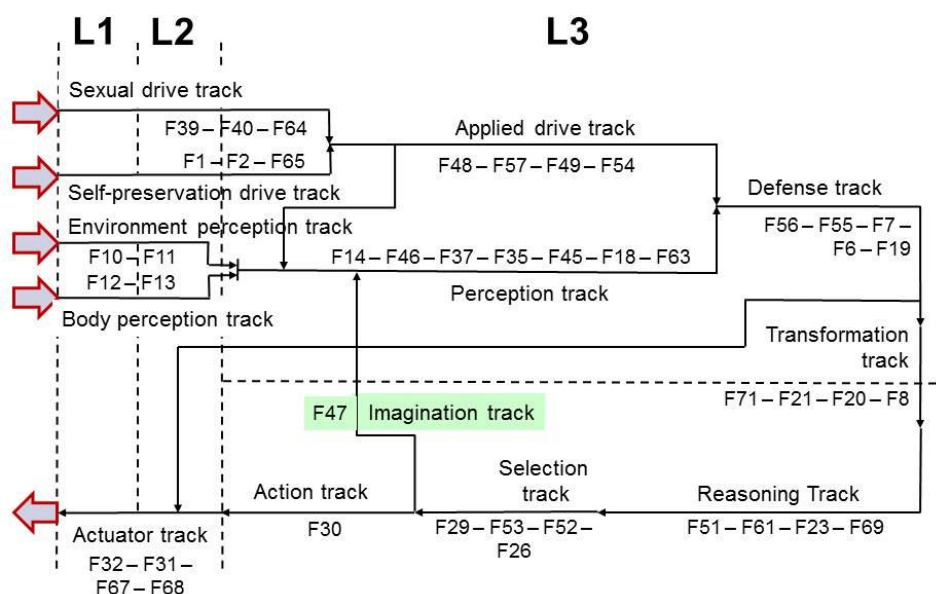 L1
L2
L3
Sexual drive track
F39 – F40 – F64
F1 – F2 – F65
Self-preservation drive track
Applied drive track
F48 – F57 – F49 – F54
Defense track
F56 – F55 – F7 –
F6 – F19
Environment perception track
F10 – F11
F12 – F13
Body perception track
F14 – F46 – F37 – F35 – F45 – F18 – F63
Perception track
Transformation
track
F71 – F21 – F20 – F8
F47 Imagination track
Selection
track
Action track
Reasoning Track
F30
F29 – F53 – F52 –
F26
F51 – F61 – F23 – F69
Actuator track
F32 – F31 –
F67 – F68